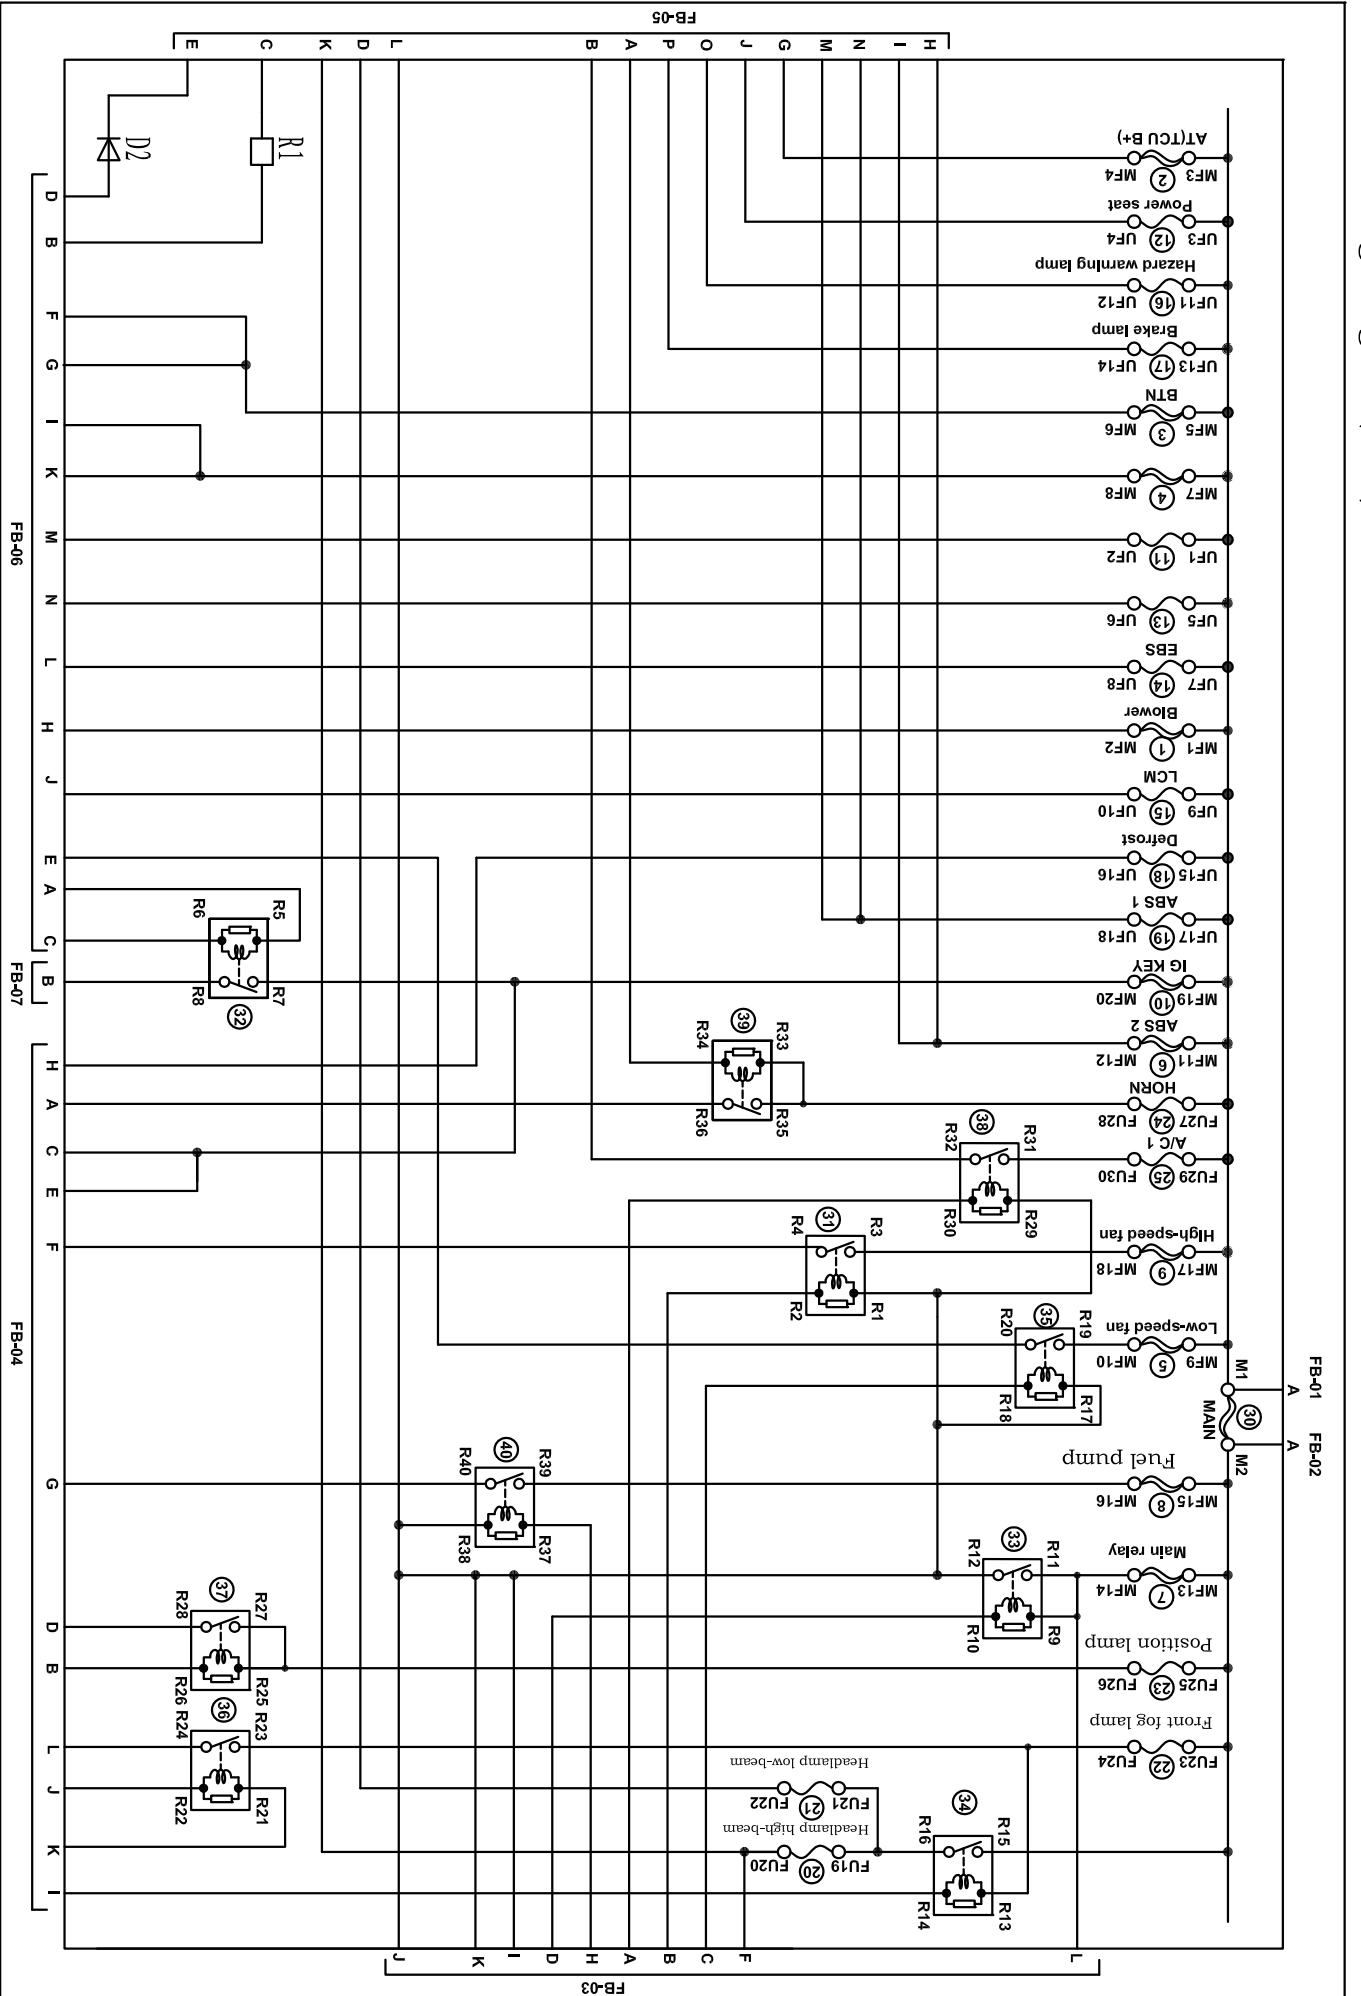 FB-05
E C K D L B A P O J G M N I H
AT(TCU B+)
MF3 2 MF4
Power seat
UF3 12 UF4
Hazard warning lamp
UF11 16 UF12
Brake lamp
UF13 17 UF14
BTN
MF5 3 MF6
MF7 4 MF8
UF1 11 UF2
UF5 13 UF6
EBS
UF7 14 UF8
Blower
MF1 1 MF2
LCM
UF9 15 UF10
Defrost
UF15 18 UF16
ABS 1
UF17 19 UF18
IG KEY
MF19 10 MF20
ABS 2
MF11 6 MF12
HORN
FU27 24 FU28
A/C 1
FU29 25 FU30
High-speed fan
MF17 9 MF18
Low-speed fan
MF9 5 MF10
M1 MAIN 30 M2
FB-01 A
FB-02 A
Fuel pump
MF15 8 MF16
Main relay
MF13 7 MF14
Position lamp
FU25 23 FU26
Front fog lamp
FU23 22 FU24
Headlamp low-beam
FU21 21 FU22
Headlamp high-beam
FU19 20 FU20
D2
R1
R5 R6 R7 R8 32
R33 R34 R35 R36 39
R31 R32 R29 R30 38
R3 R4 R1 R2 31
R19 R20 R17 R18 35
R39 R40 R37 R38 40
R11 R12 R9 R10 33
R27 R28 R25 R26 37
R23 R24 R21 R22 36
R15 R16 R13 R14 34
D B F G I K M N L H J E A C
FB-06
B
FB-07
H A C E F G D B L J K I
FB-04
J K I D H A B C F L
FB-03